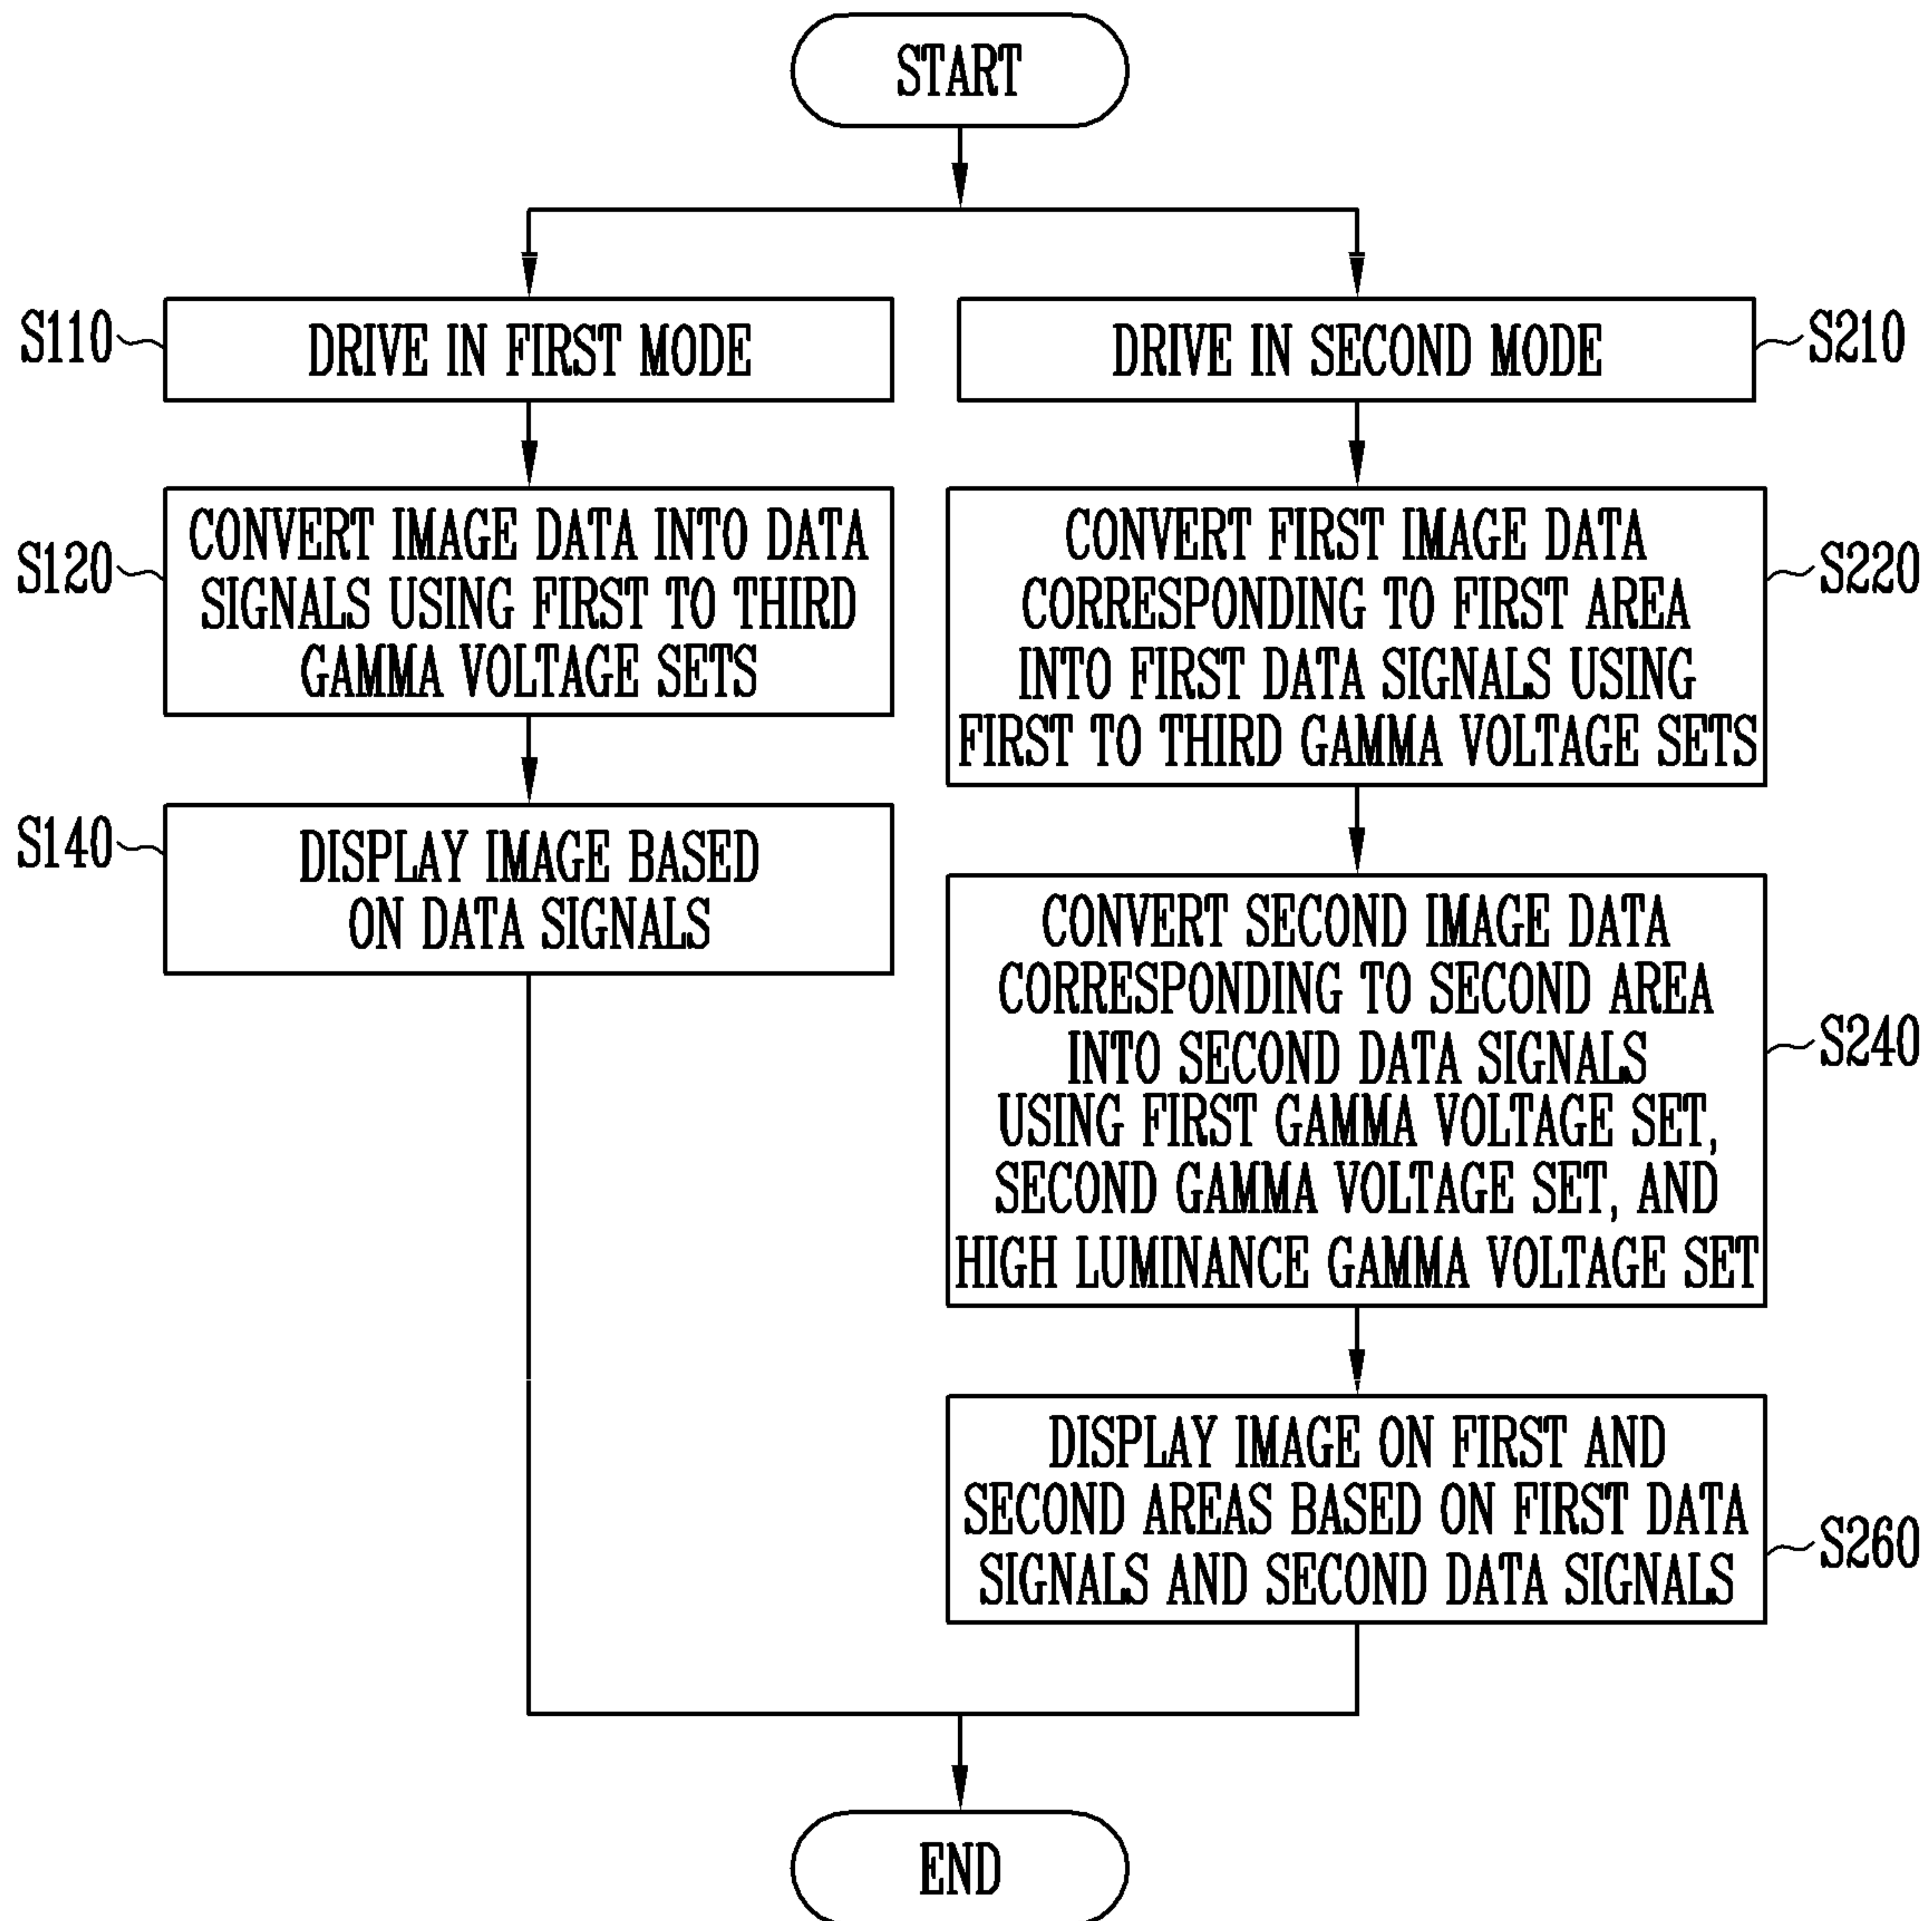 START
S110
DRIVE IN FIRST MODE
S120
CONVERT IMAGE DATA INTO DATA
SIGNALS USING FIRST TO THIRD
GAMMA VOLTAGE SETS
S140
DISPLAY IMAGE BASED
ON DATA SIGNALS
DRIVE IN SECOND MODE
S210
CONVERT FIRST IMAGE DATA
CORRESPONDING TO FIRST AREA
INTO FIRST DATA SIGNALS USING
FIRST TO THIRD GAMMA VOLTAGE SETS
S220
CONVERT SECOND IMAGE DATA
CORRESPONDING TO SECOND AREA
INTO SECOND DATA SIGNALS
USING FIRST GAMMA VOLTAGE SET,
SECOND GAMMA VOLTAGE SET, AND
HIGH LUMINANCE GAMMA VOLTAGE SET
S240
DISPLAY IMAGE ON FIRST AND
SECOND AREAS BASED ON FIRST DATA
SIGNALS AND SECOND DATA SIGNALS
S260
END